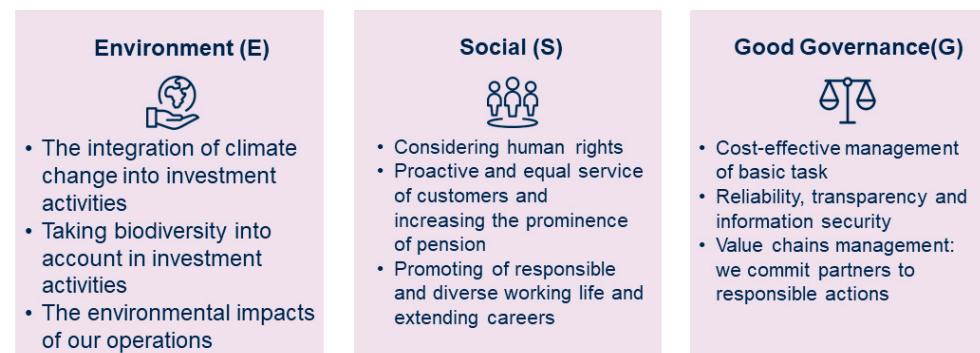 Environment (E)
• The integration of climate
change into investment
activities
• Taking biodiversity into
account in investment
activities
• The environmental impacts
of our operations
Social (S)
• Considering human rights
• Proactive and equal service
of customers and
increasing the prominence
of pension
• Promoting of responsible
and diverse working life and
extending careers
Good Governance(G)
• Cost-effective management
of basic task
• Reliability, transparency and
information security
• Value chains management:
we commit partners to
responsible actions